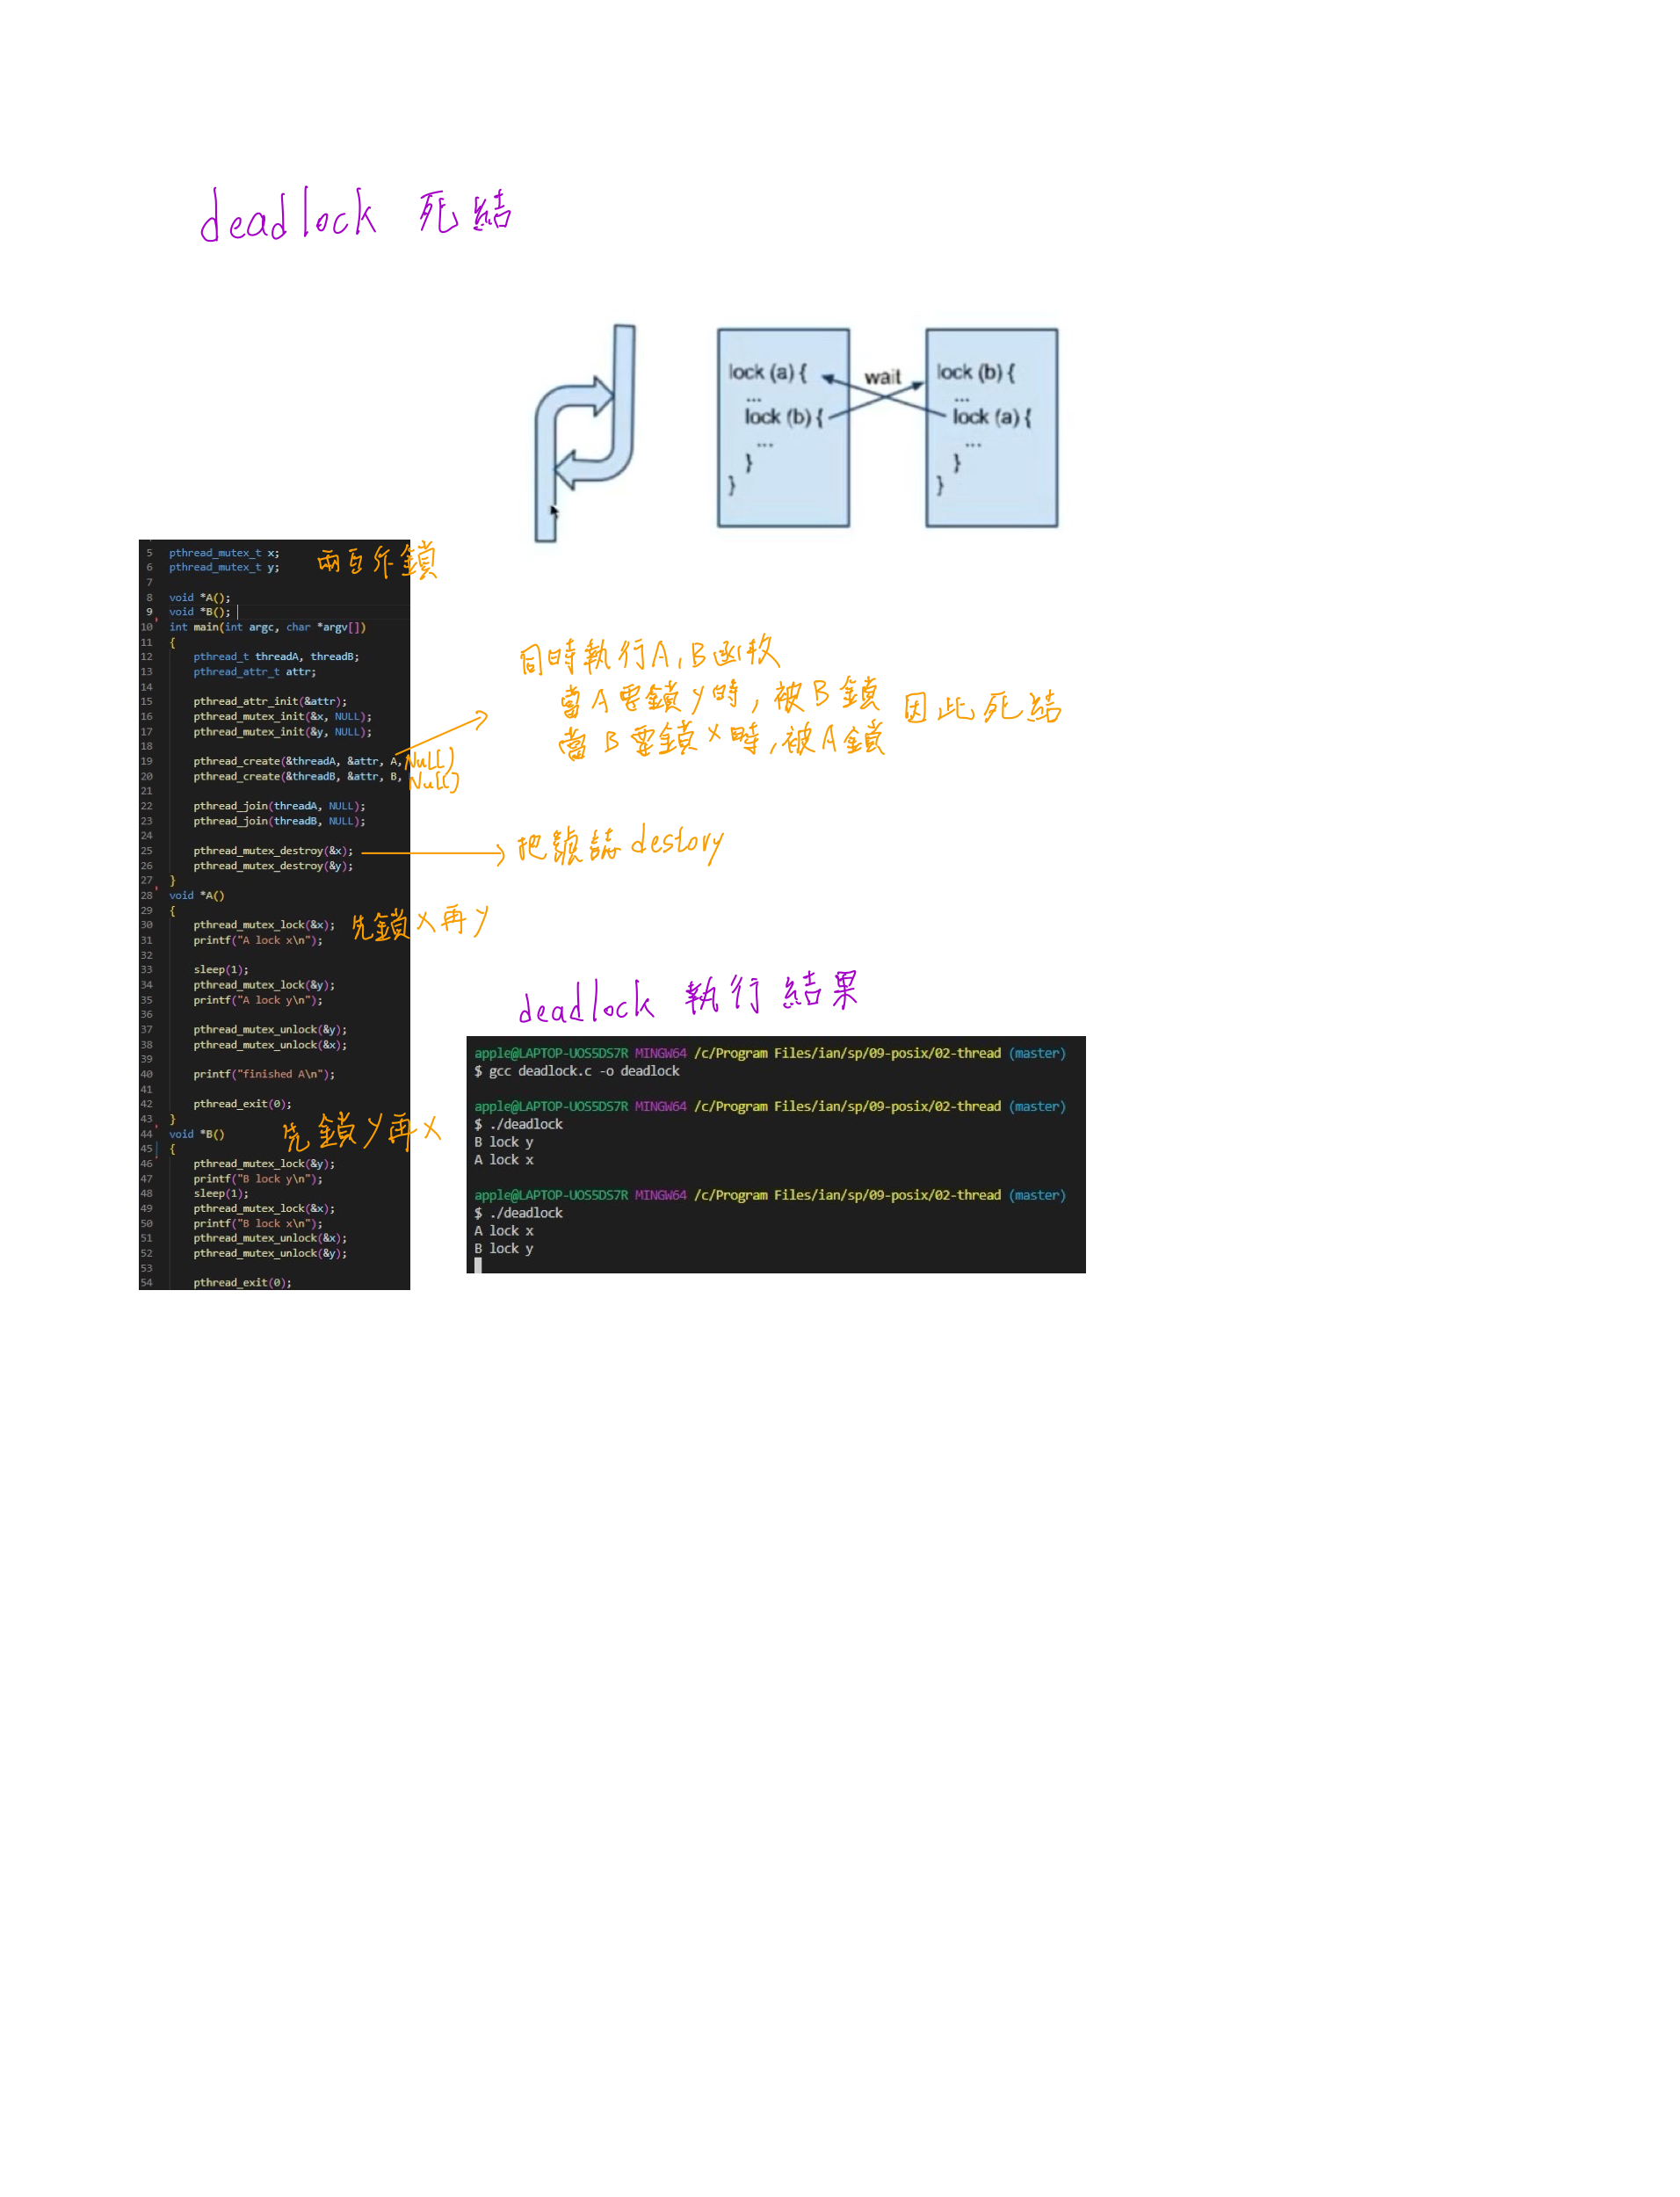 deadlock 死結
lock (a) {
...
lock (b) {
...
}
}
wait
lock (b) {
...
lock (a) {
...
}
}
5 pthread_mutex_t x;
6 pthread_mutex_t y;
7
8 void *A();
9 void *B();
10 int main(int argc, char *argv[])
11 {
12 pthread_t threadA, threadB;
13 pthread_attr_t attr;
14
15 pthread_attr_init(&attr);
16 pthread_mutex_init(&x, NULL);
17 pthread_mutex_init(&y, NULL);
18
19 pthread_create(&threadA, &attr, A, Null)
20 pthread_create(&threadB, &attr, B, Null)
21
22 pthread_join(threadA, NULL);
23 pthread_join(threadB, NULL);
24
25 pthread_mutex_destroy(&x);
26 pthread_mutex_destroy(&y);
27 }
28 void *A()
29 {
30 pthread_mutex_lock(&x);
31 printf("A lock x\n");
32
33 sleep(1);
34 pthread_mutex_lock(&y);
35 printf("A lock y\n");
36
37 pthread_mutex_unlock(&y);
38 pthread_mutex_unlock(&x);
39
40 printf("finished A\n");
41
42 pthread_exit(0);
43 }
44 void *B()
45 {
46 pthread_mutex_lock(&y);
47 printf("B lock y\n");
48 sleep(1);
49 pthread_mutex_lock(&x);
50 printf("B lock x\n");
51 pthread_mutex_unlock(&x);
52 pthread_mutex_unlock(&y);
53
54 pthread_exit(0);
兩互斥鎖
同時執行A,B函數
當A要鎖y時,被B鎖 因此死結
當B要鎖x時,被A鎖
把 destory
先鎖x再y
先鎖y再x
deadlock 執行結果
apple@LAPTOP-UOS5DS7R MINGW64 /c/Program Files/ian/sp/09-posix/02-thread (master)
$ gcc deadlock.c -o deadlock
apple@LAPTOP-UOS5DS7R MINGW64 /c/Program Files/ian/sp/09-posix/02-thread (master)
$ ./deadlock
B lock y
A lock x
apple@LAPTOP-UOS5DS7R MINGW64 /c/Program Files/ian/sp/09-posix/02-thread (master)
$ ./deadlock
A lock x
B lock y